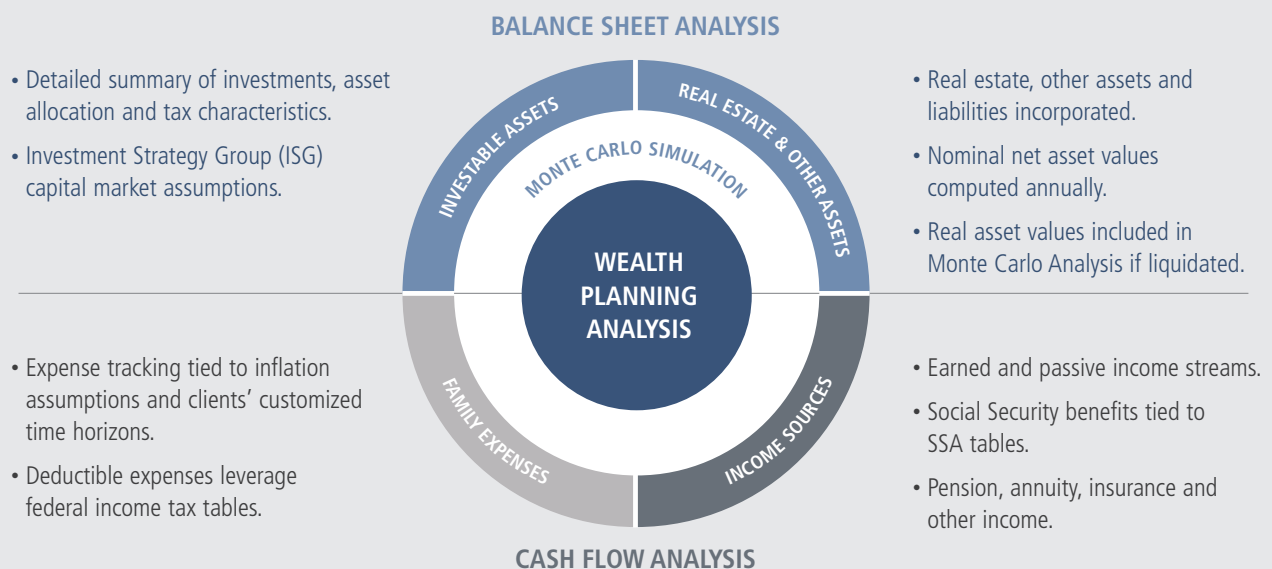 BALANCE SHEET ANALYSIS
• Detailed summary of investments, asset
allocation and tax characteristics.
• Investment Strategy Group (ISG)
capital market assumptions.
INVESTABLE ASSETS
REAL ESTATE & OTHER ASSETS
MONTE CARLO SIMULATION
• Real estate, other assets and
liabilities incorporated.
• Nominal net asset values
computed annually.
• Real asset values included in
Monte Carlo Analysis if liquidated.
WEALTH
PLANNING
ANALYSIS
• Expense tracking tied to inflation
assumptions and clients’ customized
time horizons.
• Deductible expenses leverage
federal income tax tables.
FAMILY EXPENSES
INCOME SOURCES
• Earned and passive income streams.
• Social Security benefits tied to
SSA tables.
• Pension, annuity, insurance and
other income.
CASH FLOW ANALYSIS